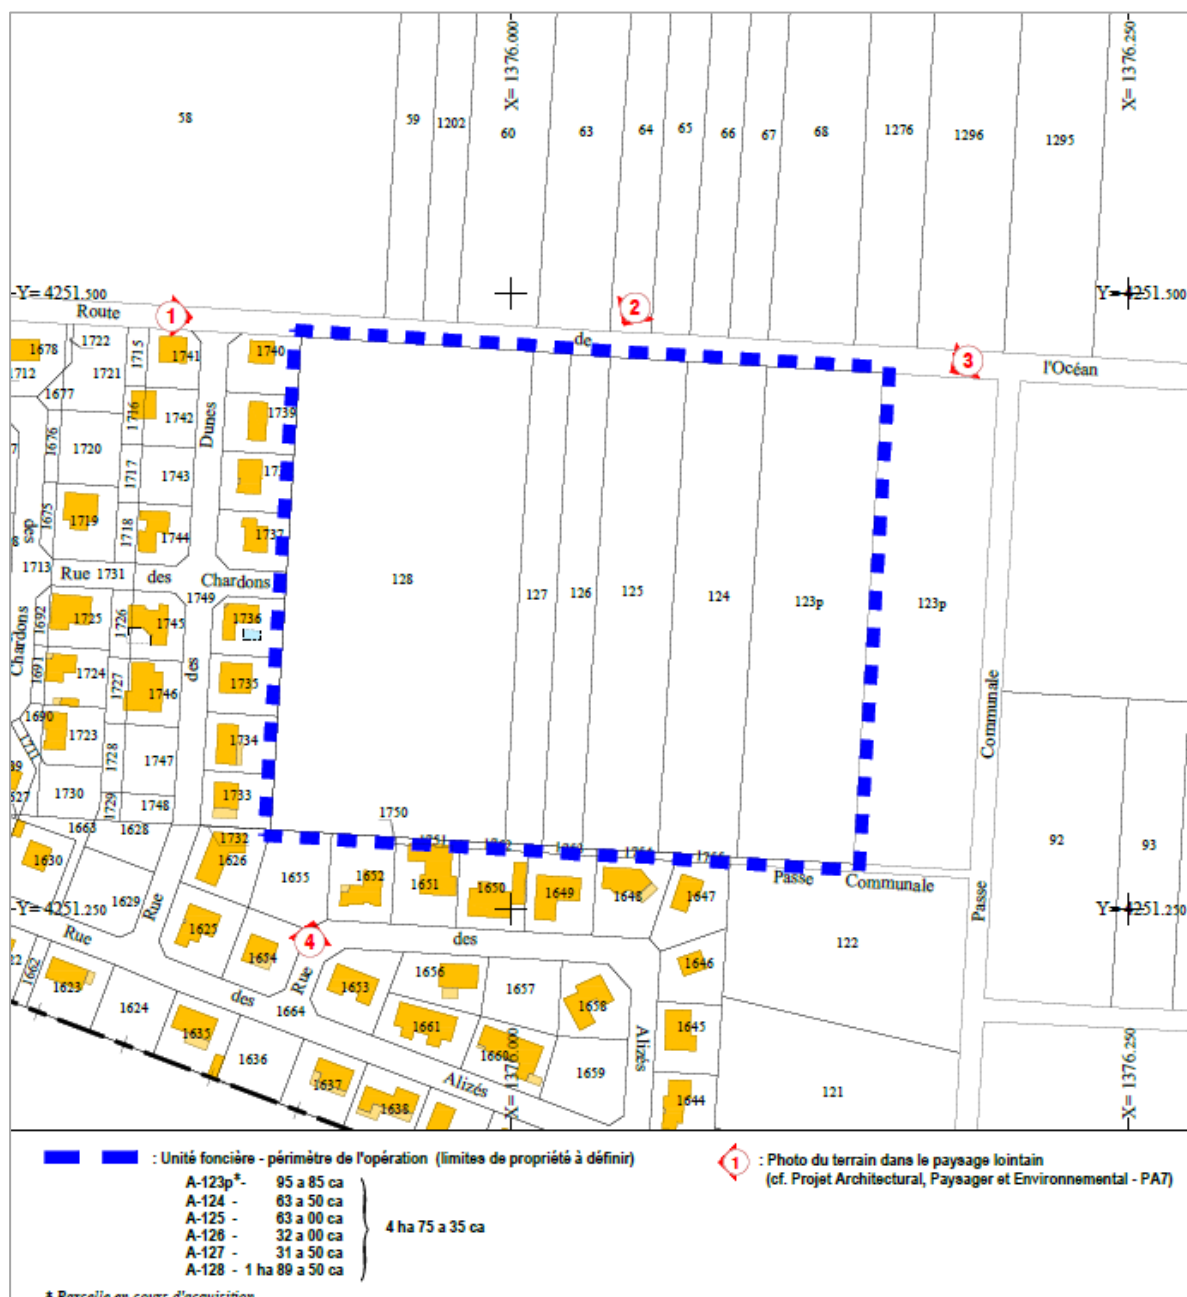 X= 1376.000
X= 1376.250
58
59
1202
60
63
64
65
66
67
68
1276
1296
1295
Y= 4251.500
Y= 4251.500
Route
de
l'Océan
1
2
3
1678
1722
1715
1741
1740
1712
1721
1677
1716
1742
Dunes
1739
1676
1720
1717
1743
1675
1719
1718
1744
1737
des
1713
Rue
1731
des
Chardons
1749
128
127
126
125
124
123p
123p
Chardons
1692
1725
1726
1745
1736
1691
1724
1727
1746
des
1735
1690
1711
1723
1728
1747
1734
Communale
1730
1729
1748
1733
1663
1628
1732
1750
1751
92
93
1630
1626
1655
1652
1651
1650
1649
1648
1647
Passe
Communale
Passe
Y= 4251.250
Y= 4251.250
1629
Rue
1625
1654
4
des
122
Rue
1662
1623
1624
des
1664
Rue
1653
1656
1657
1658
1646
1635
1636
1661
1660
1659
Alizés
1645
X= 1376.000
X= 1376.250
1637
1638
Alizés
1644
121
: Unité foncière - périmètre de l'opération (limites de propriété à définir)
1 : Photo du terrain dans le paysage lointain
(cf. Projet Architectural, Paysager et Environnemental - PA7)
A-123p*- 95 a 85 ca
A-124 - 63 a 50 ca
A-125 - 63 a 00 ca
A-126 - 32 a 00 ca
A-127 - 31 a 50 ca
A-128 - 1 ha 89 a 50 ca
4 ha 75 a 35 ca
* Parcelle en cours d'acquisition